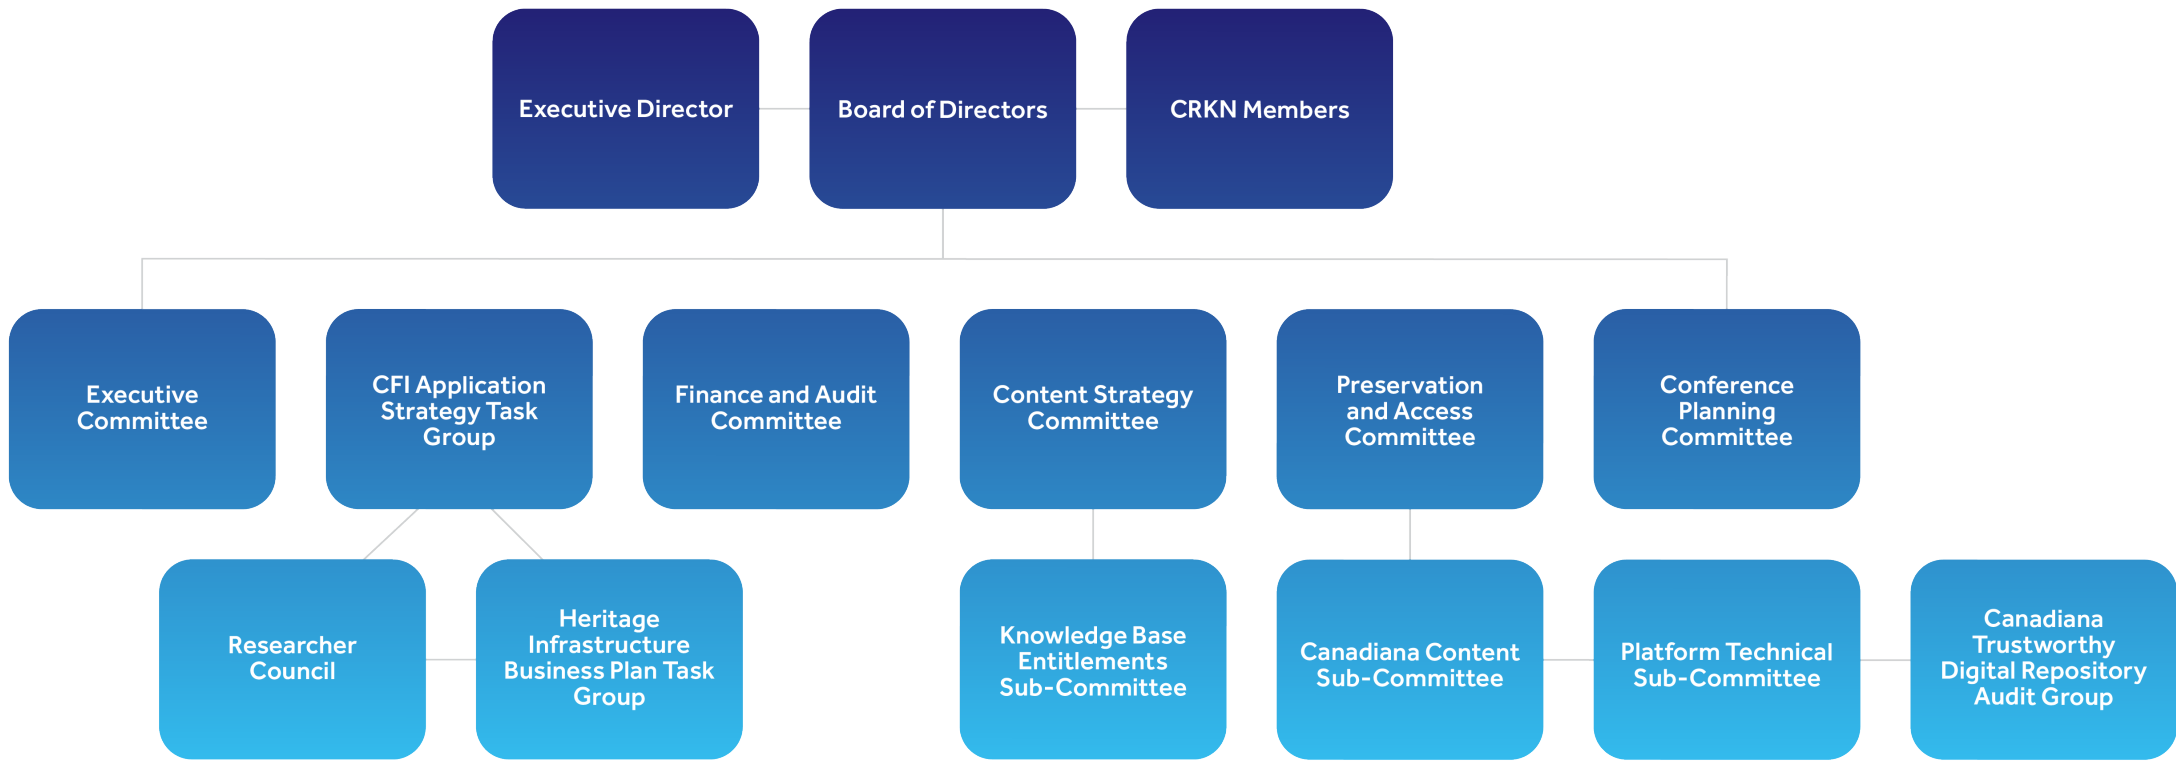 Executive Director
Board of Directors
CRKN Members
Executive
Committee
CFI Application
Strategy Task
Group
Finance and Audit
Committee
Content Strategy
Committee
Preservation
and Access
Committee
Conference
Planning
Committee
Researcher
Council
Heritage
Infrastructure
Business Plan Task
Group
Knowledge Base
Entitlements
Sub-Committee
Canadiana Content
Sub-Committee
Platform Technical
Sub-Committee
Canadiana
Trustworthy
Digital Repository
Audit Group